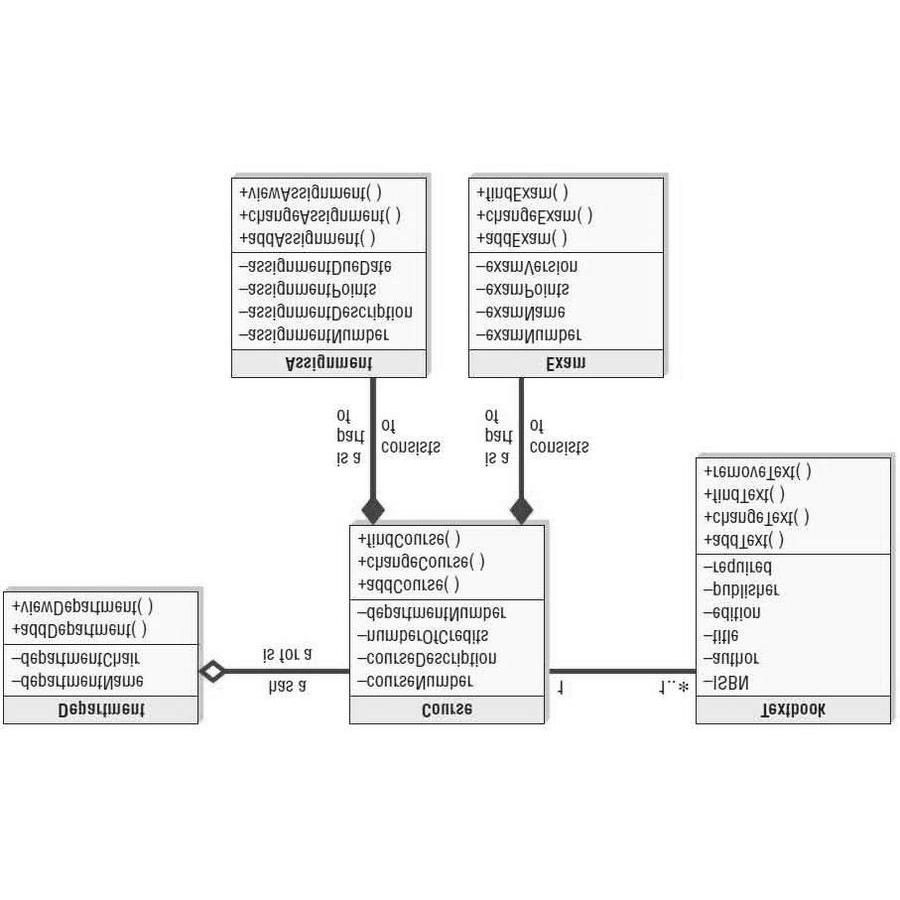 Department
–departmentName
–departmentChair
+addDepartment( )
+viewDepartment( )
has a
is for a
Course
–courseNumber
–courseDescription
–numberOfCredits
–departmentNumber
+addCourse( )
+changeCourse( )
+findCourse( )
1
1..*
Textbook
–ISBN
–author
–title
–edition
–publisher
–required
+addText( )
+changeText( )
+findText( )
+removeText( )
is a
part
of
consists
of
is a
part
of
consists
of
Assignment
–assignmentNumber
–assignmentDescription
–assignmentPoints
–assignmentDueDate
+addAssignment( )
+changeAssignment( )
+viewAssignment( )
Exam
–examNumber
–examName
–examPoints
–examVersion
+addExam( )
+changeExam( )
+findExam( )